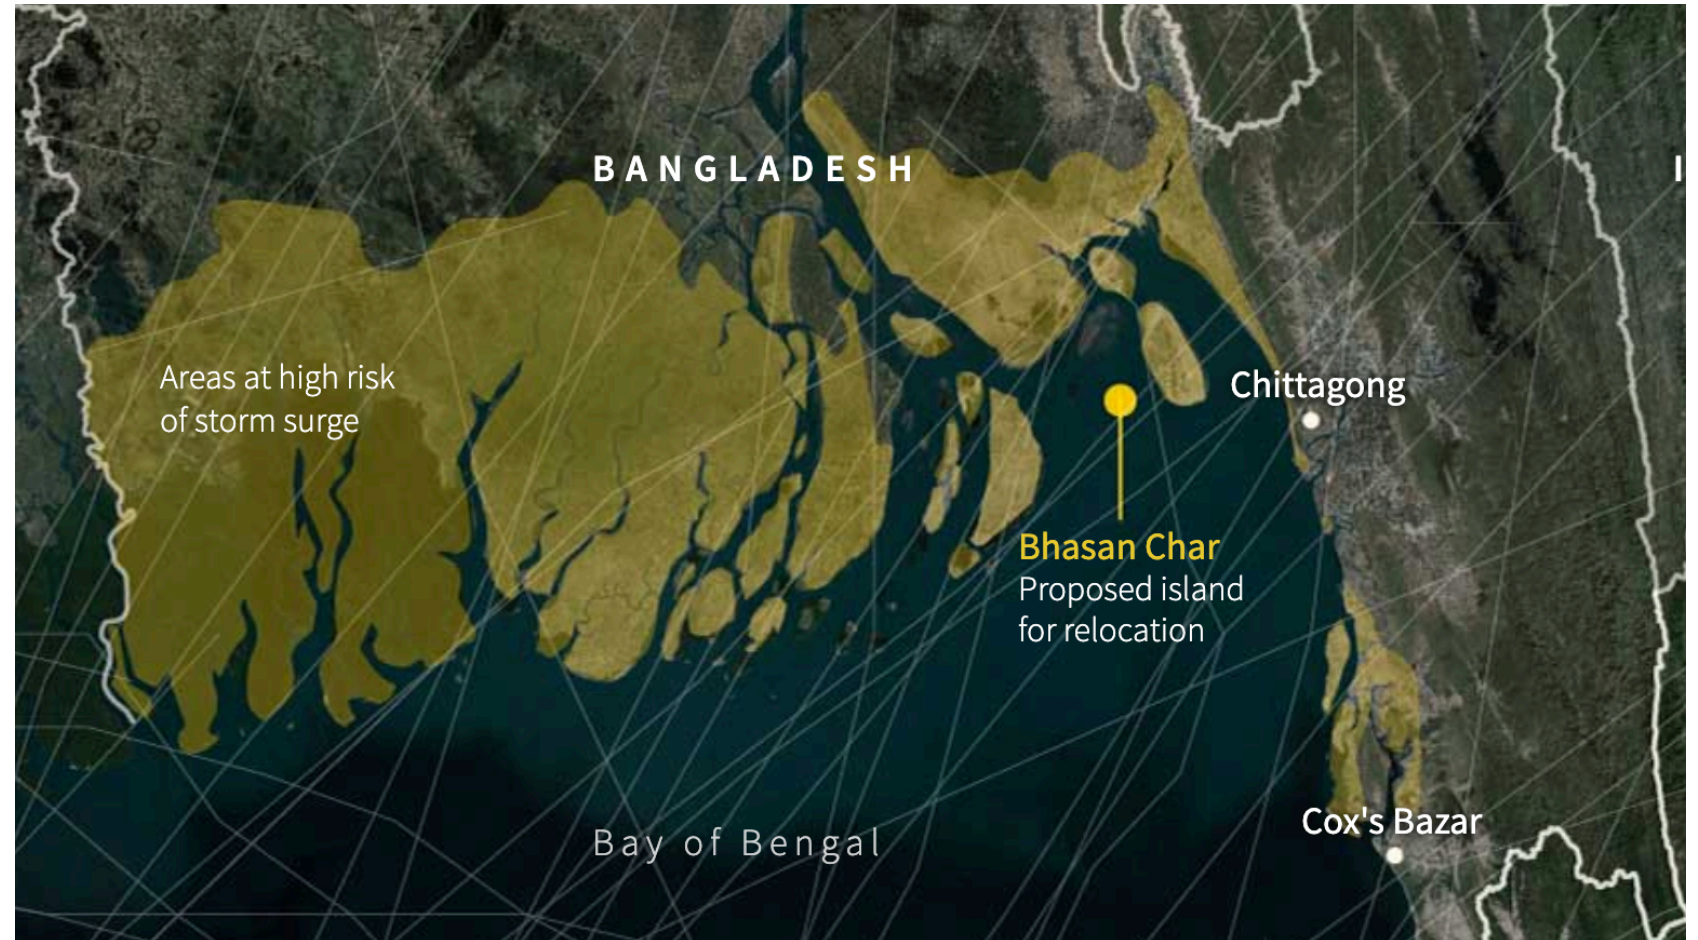 BANGLADESH
I
Areas at high risk
of storm surge
Chittagong
Bhasan Char
Proposed island
for relocation
Cox's Bazar
Bay of Bengal